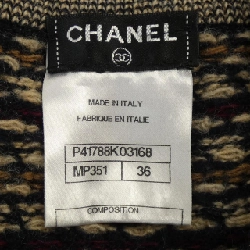 CHANEL
MADE IN ITALY
FABRIQUE EN ITALIE
P41788K03168
MP351 36
COMPOSITION